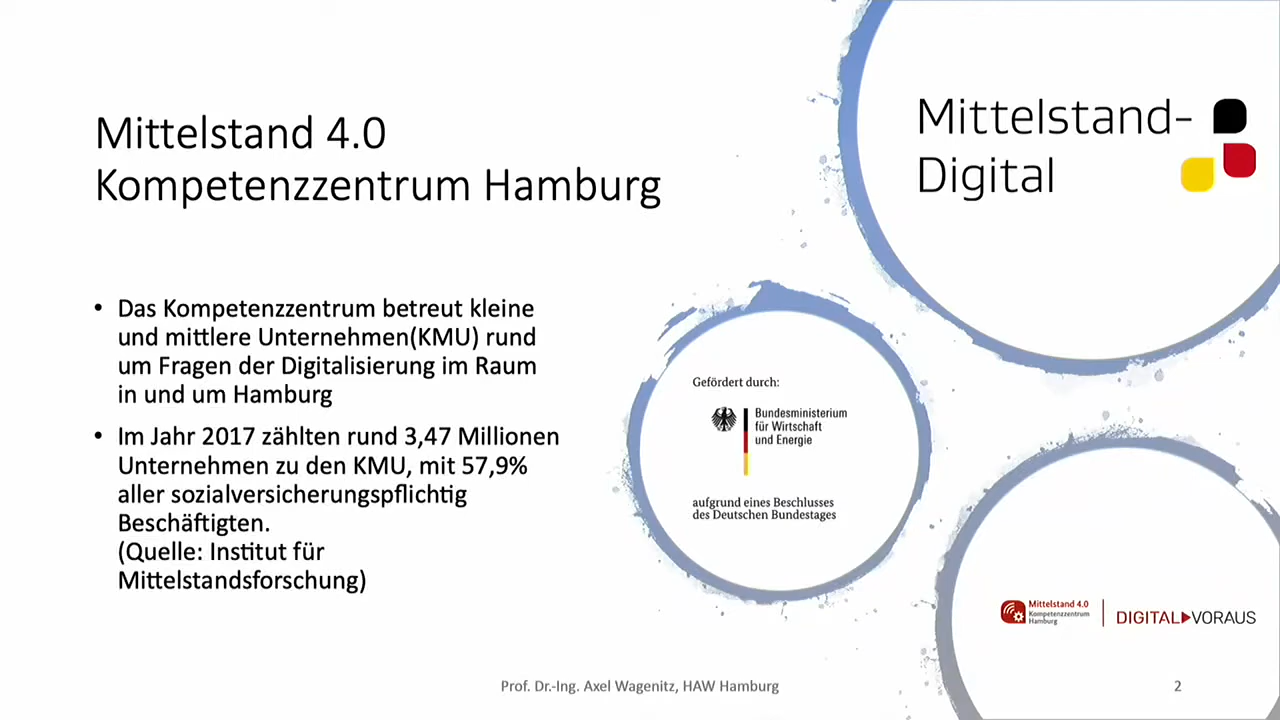 Mittelstand 4.0
Kompetenzzentrum Hamburg
• Das Kompetenzzentrum betreut kleine
und mittlere Unternehmen(KMU) rund
um Fragen der Digitalisierung im Raum
in und um Hamburg
• Im Jahr 2017 zählten rund 3,47 Millionen
Unternehmen zu den KMU, mit 57,9%
aller sozialversicherungspflichtig
Beschäftigten.
(Quelle: Institut für
Mittelstandsforschung)
Mittelstand-
Digital
Gefördert durch:
Bundesministerium
für Wirtschaft
und Energie
aufgrund eines Beschlusses
des Deutschen Bundestages
Mittelstand 4.0
Kompetenzzentrum
Hamburg
DIGITAL VORAUS
Prof. Dr.-Ing. Axel Wagenitz, HAW Hamburg
2